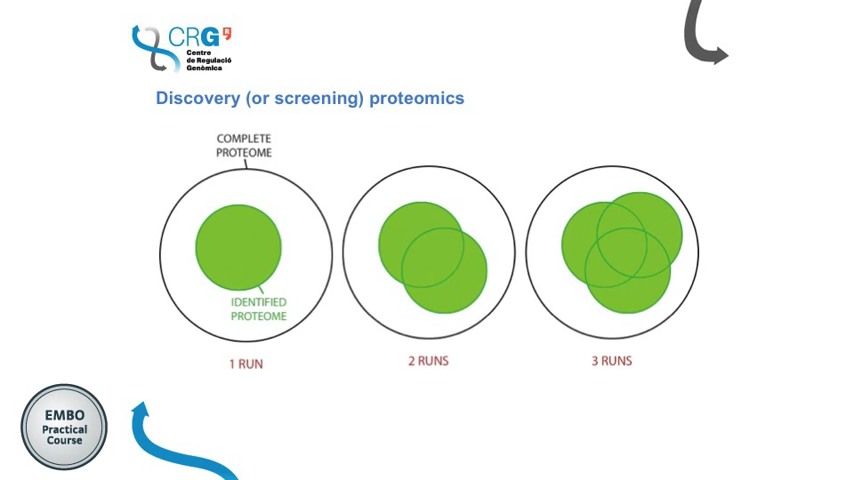 CRG
R
Centre
de Regulació
Genòmica
Discovery (or screening) proteomics
COMPLETE
PROTEOME
IDENTIFIED
PROTEOME
1 RUN
2 RUNS
3 RUNS
EMBO
Practical
Course